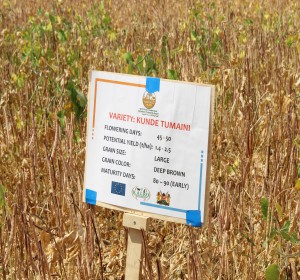 VARIETY: KUNDE TUMAINI
FLOWERING DAYS: 45 - 50
POTENTIAL YIELD (t/ha): 1.4 - 2.5
GRAIN SIZE: LARGE
GRAIN COLOR: DEEP BROWN
MATURITY DAYS: 80 - 90 (EARLY)